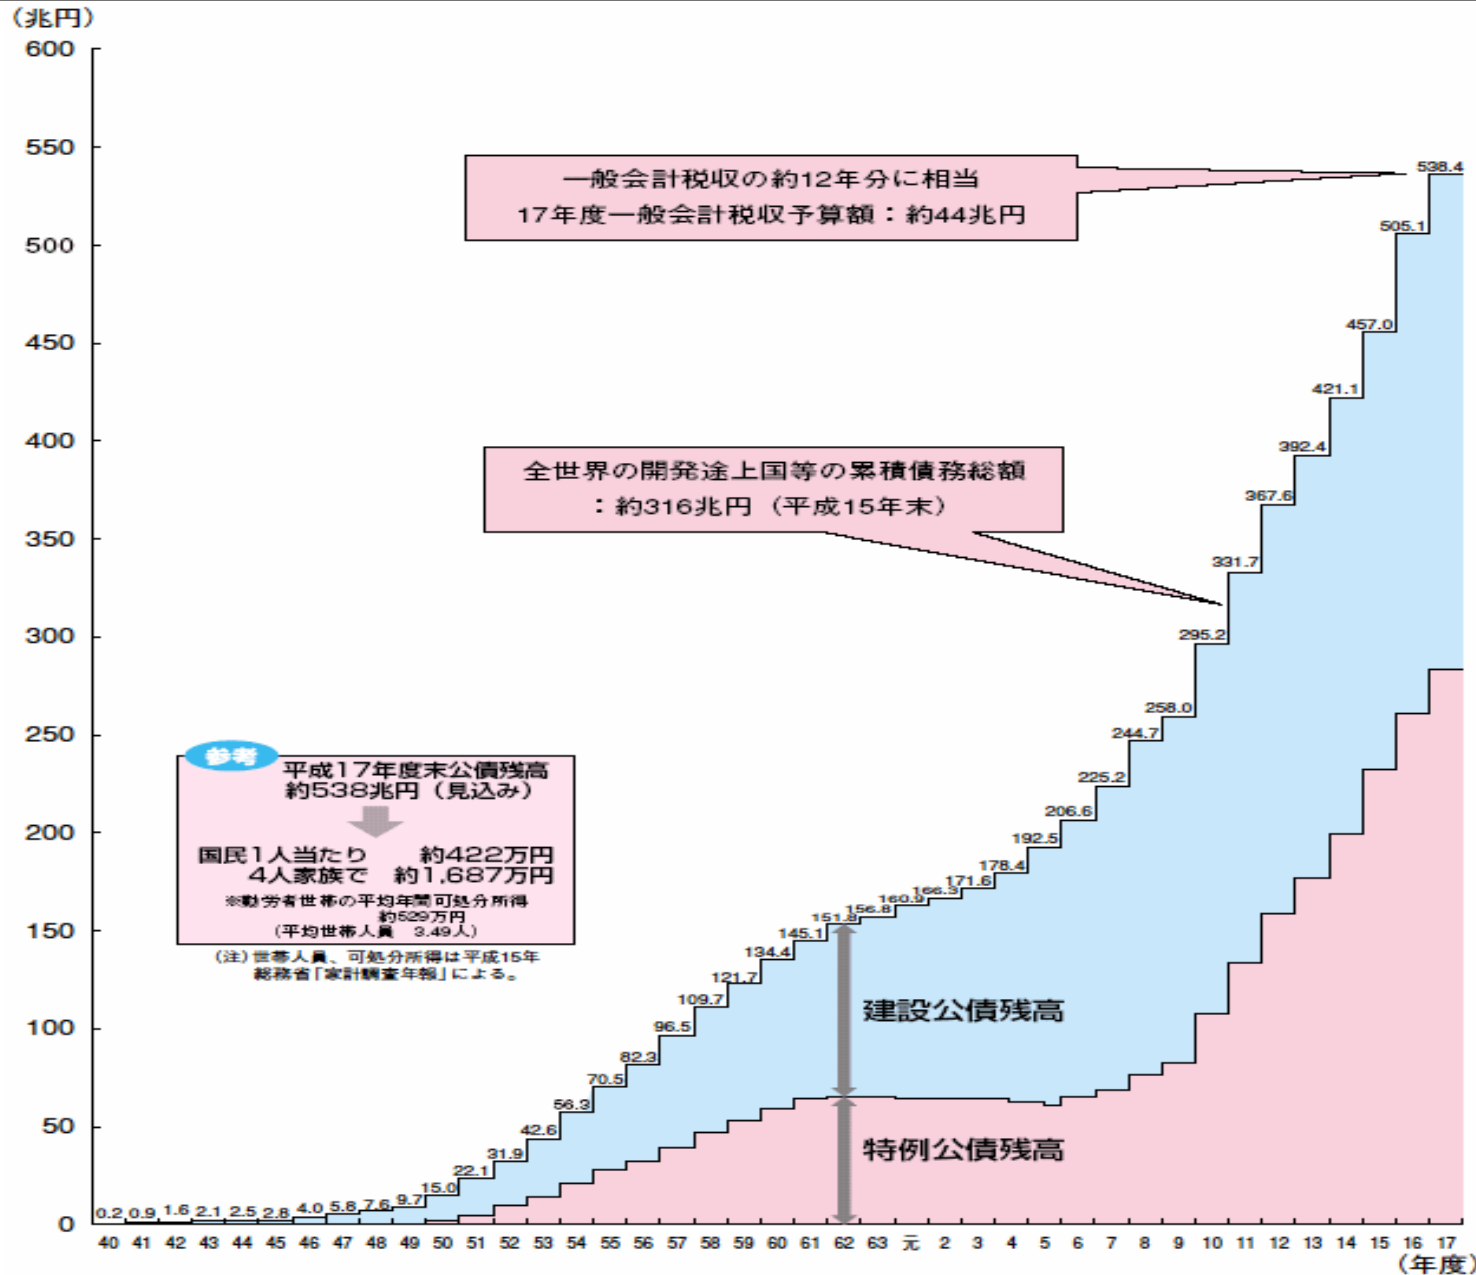 （兆円）
600
550
500
450
400
350
300
250
200
150
100
50
0
一般会計税収の約12年分に相当
17年度一般会計税収予算額：約44兆円
全世界の開発途上国等の累積債務総額
：約316兆円（平成15年末）
参考
平成17年度末公債残高
約538兆円（見込み）
国民1人当たり 約422万円
4人家族で 約1,687万円
※勤労者世帯の平均年間可処分所得
約529万円
（平均世帯人員 3.49人）
（注）世帯人員、可処分所得は平成15年
総務省「家計調査年報」による。
建設公債残高
特例公債残高
0.2 0.9 1.6 2.1 2.5 2.8 4.0 5.8 7.6 9.7 15.0 22.1 31.9 42.6 56.3 70.5 82.3 96.5 109.7 121.7 134.4 145.1 151.8 156.8 160.9 166.3 171.6 178.4 192.5 206.6 225.2 244.7 258.0 295.2 331.7 367.6 392.4 421.1 457.0 505.1 538.4
40 41 42 43 44 45 46 47 48 49 50 51 52 53 54 55 56 57 58 59 60 61 62 63 元 2 3 4 5 6 7 8 9 10 11 12 13 14 15 16 17
（年度）